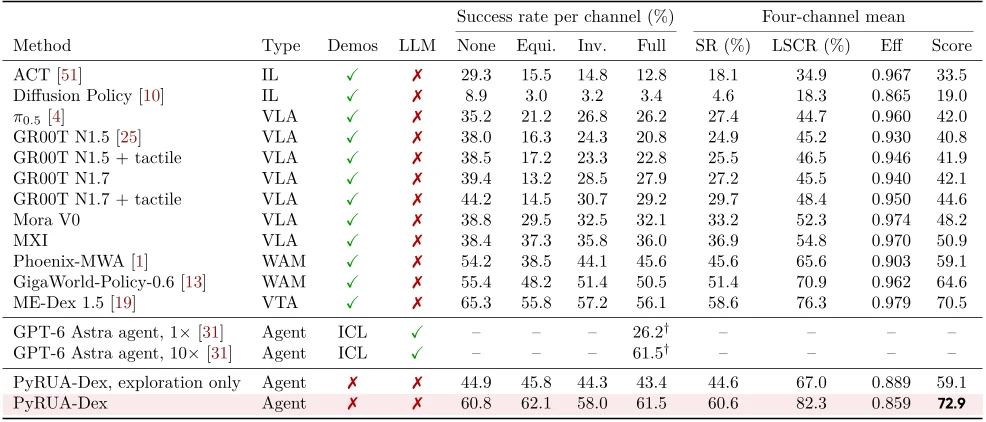 Success rate per channel (%) Four-channel mean
Method Type Demos LLM None Equi. Inv. Full SR (%) LSCR (%) Eff Score
ACT [51] IL ✓ ✗ 29.3 15.5 14.8 12.8 18.1 34.9 0.967 33.5
Diffusion Policy [10] IL ✓ ✗ 8.9 3.0 3.2 3.4 4.6 18.3 0.865 19.0
π0.5 [4] VLA ✓ ✗ 35.2 21.2 26.8 26.2 27.4 44.7 0.960 42.0
GR00T N1.5 [25] VLA ✓ ✗ 38.0 16.3 24.3 20.8 24.9 45.2 0.930 40.8
GR00T N1.5 + tactile VLA ✓ ✗ 38.5 17.2 23.3 22.8 25.5 46.5 0.946 41.9
GR00T N1.7 VLA ✓ ✗ 39.4 13.2 28.5 27.9 27.2 45.5 0.940 42.1
GR00T N1.7 + tactile VLA ✓ ✗ 44.2 14.5 30.7 29.2 29.7 48.4 0.950 44.6
Mora V0 VLA ✓ ✗ 38.8 29.5 32.5 32.1 33.2 52.3 0.974 48.2
MXI VLA ✓ ✗ 38.4 37.3 35.8 36.0 36.9 54.8 0.970 50.9
Phoenix-MWA [1] WAM ✓ ✗ 54.2 38.5 44.1 45.6 45.6 65.6 0.903 59.1
GigaWorld-Policy-0.6 [13] WAM ✓ ✗ 55.4 48.2 51.4 50.5 51.4 70.9 0.962 64.6
ME-Dex 1.5 [19] VTA ✓ ✗ 65.3 55.8 57.2 56.1 58.6 76.3 0.979 70.5
GPT-6 Astra agent, 1× [31] Agent ICL ✓ – – – 26.2† – – – –
GPT-6 Astra agent, 10× [31] Agent ICL ✓ – – – 61.5† – – – –
PyRUA-Dex, exploration only Agent ✗ ✗ 44.9 45.8 44.3 43.4 44.6 67.0 0.889 59.1
PyRUA-Dex Agent ✗ ✗ 60.8 62.1 58.0 61.5 60.6 82.3 0.859 72.9